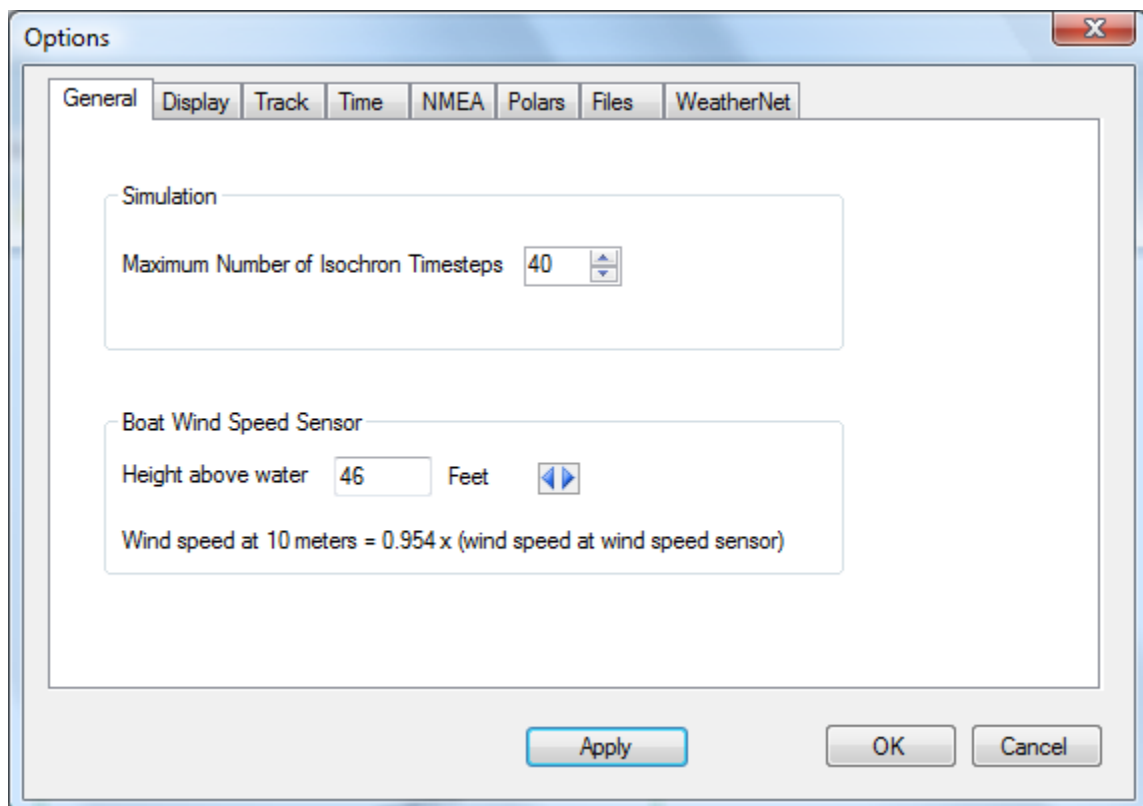 Options
X
General Display Track Time NMEA Polars Files WeatherNet
Simulation
Maximum Number of Isochron Timesteps 40
Boat Wind Speed Sensor
Height above water 46 Feet
Wind speed at 10 meters = 0.954 x (wind speed at wind speed sensor)
Apply OK Cancel